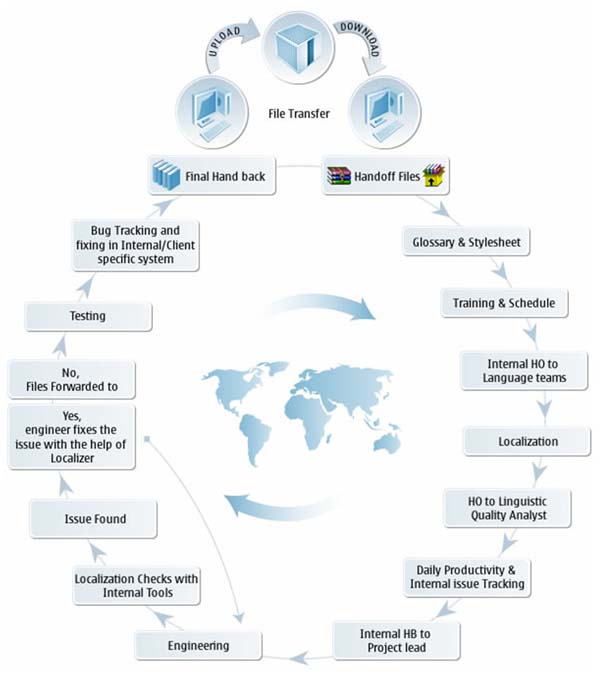 UPLOAD
DOWNLOAD
File Transfer
Final Hand back
Handoff Files
Glossary & Stylesheet
Training & Schedule
Internal HO to
Language teams
Localization
HO to Linguistic
Quality Analyst
Daily Productivity &
Internal issue Tracking
Internal HB to
Project lead
Engineering
Localization Checks with
Internal Tools
Issue Found
Yes,
engineer fixes the
issue with the help of
Localizer
No,
Files Forwarded to
Testing
Bug Tracking and
fixing in Internal/Client
specific system